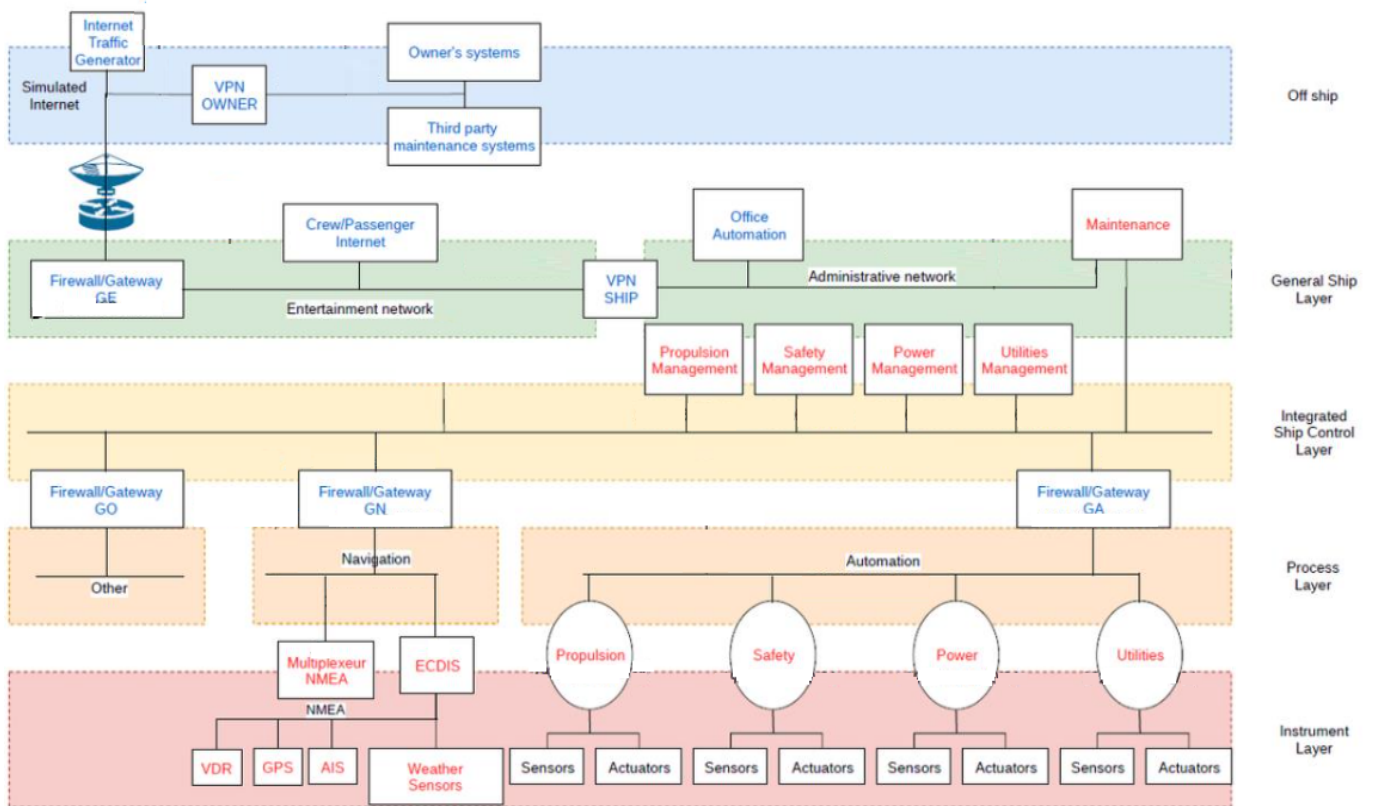 Internet
Traffic
Generator
Simulated
Internet
VPN
OWNER
Owner's systems
Third party
maintenance systems
Off ship
Crew/Passenger
Internet
Office
Automation
Maintenance
Firewall/Gateway
GE
Entertainment network
VPN
SHIP
Administrative network
General Ship
Layer
Propulsion
Management
Safety
Management
Power
Management
Utilities
Management
Integrated
Ship Control
Layer
Firewall/Gateway
GO
Firewall/Gateway
GN
Firewall/Gateway
GA
Other
Navigation
Automation
Process
Layer
Multiplexeur
NMEA
ECDIS
Propulsion
Safety
Power
Utilities
NMEA
VDR
GPS
AIS
Weather
Sensors
Sensors
Actuators
Sensors
Actuators
Sensors
Actuators
Sensors
Actuators
Instrument
Layer